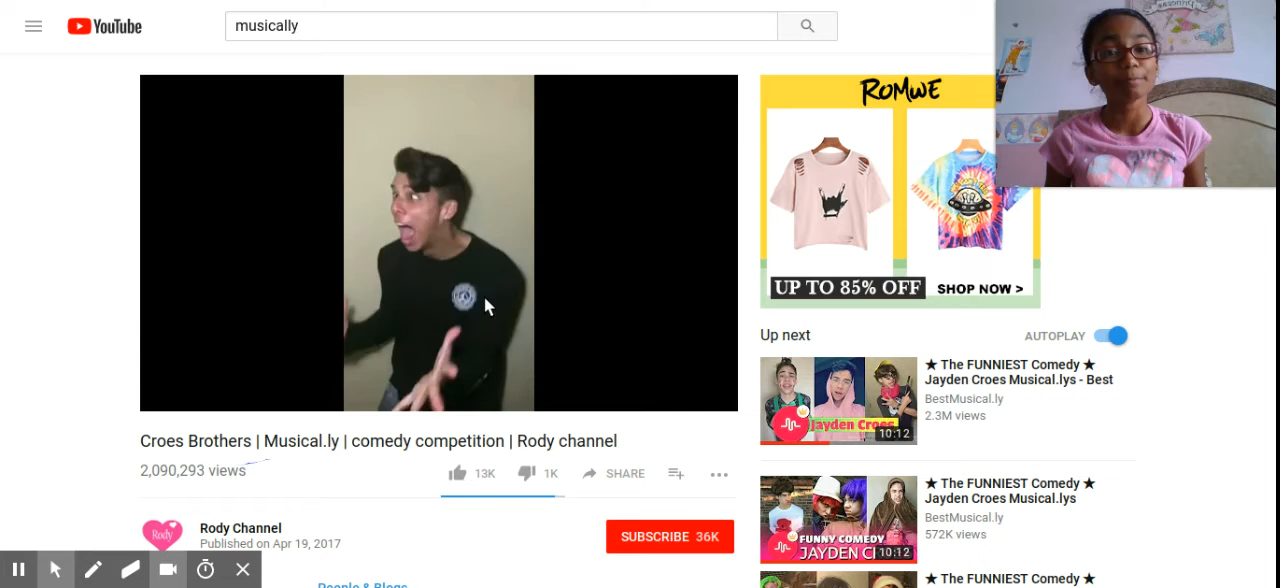 YouTube
musically
ROMWE
UP TO 85% OFF
SHOP NOW >
Up next
AUTOPLAY
★ The FUNNIEST Comedy ★
Jayden Croes Musical.lys - Best
BestMusical.ly
2.3M views
Jayden Croes
10:12
★ The FUNNIEST Comedy ★
Jayden Croes Musical.lys
BestMusical.ly
572K views
FUNNY COMEDY
JAYDEN C
10:12
★ The FUNNIEST Comedy ★
Croes Brothers | Musical.ly | comedy competition | Rody channel
2,090,293 views
13K
1K
SHARE
Rody
Rody Channel
Published on Apr 19, 2017
SUBSCRIBE 36K
People & Blogs